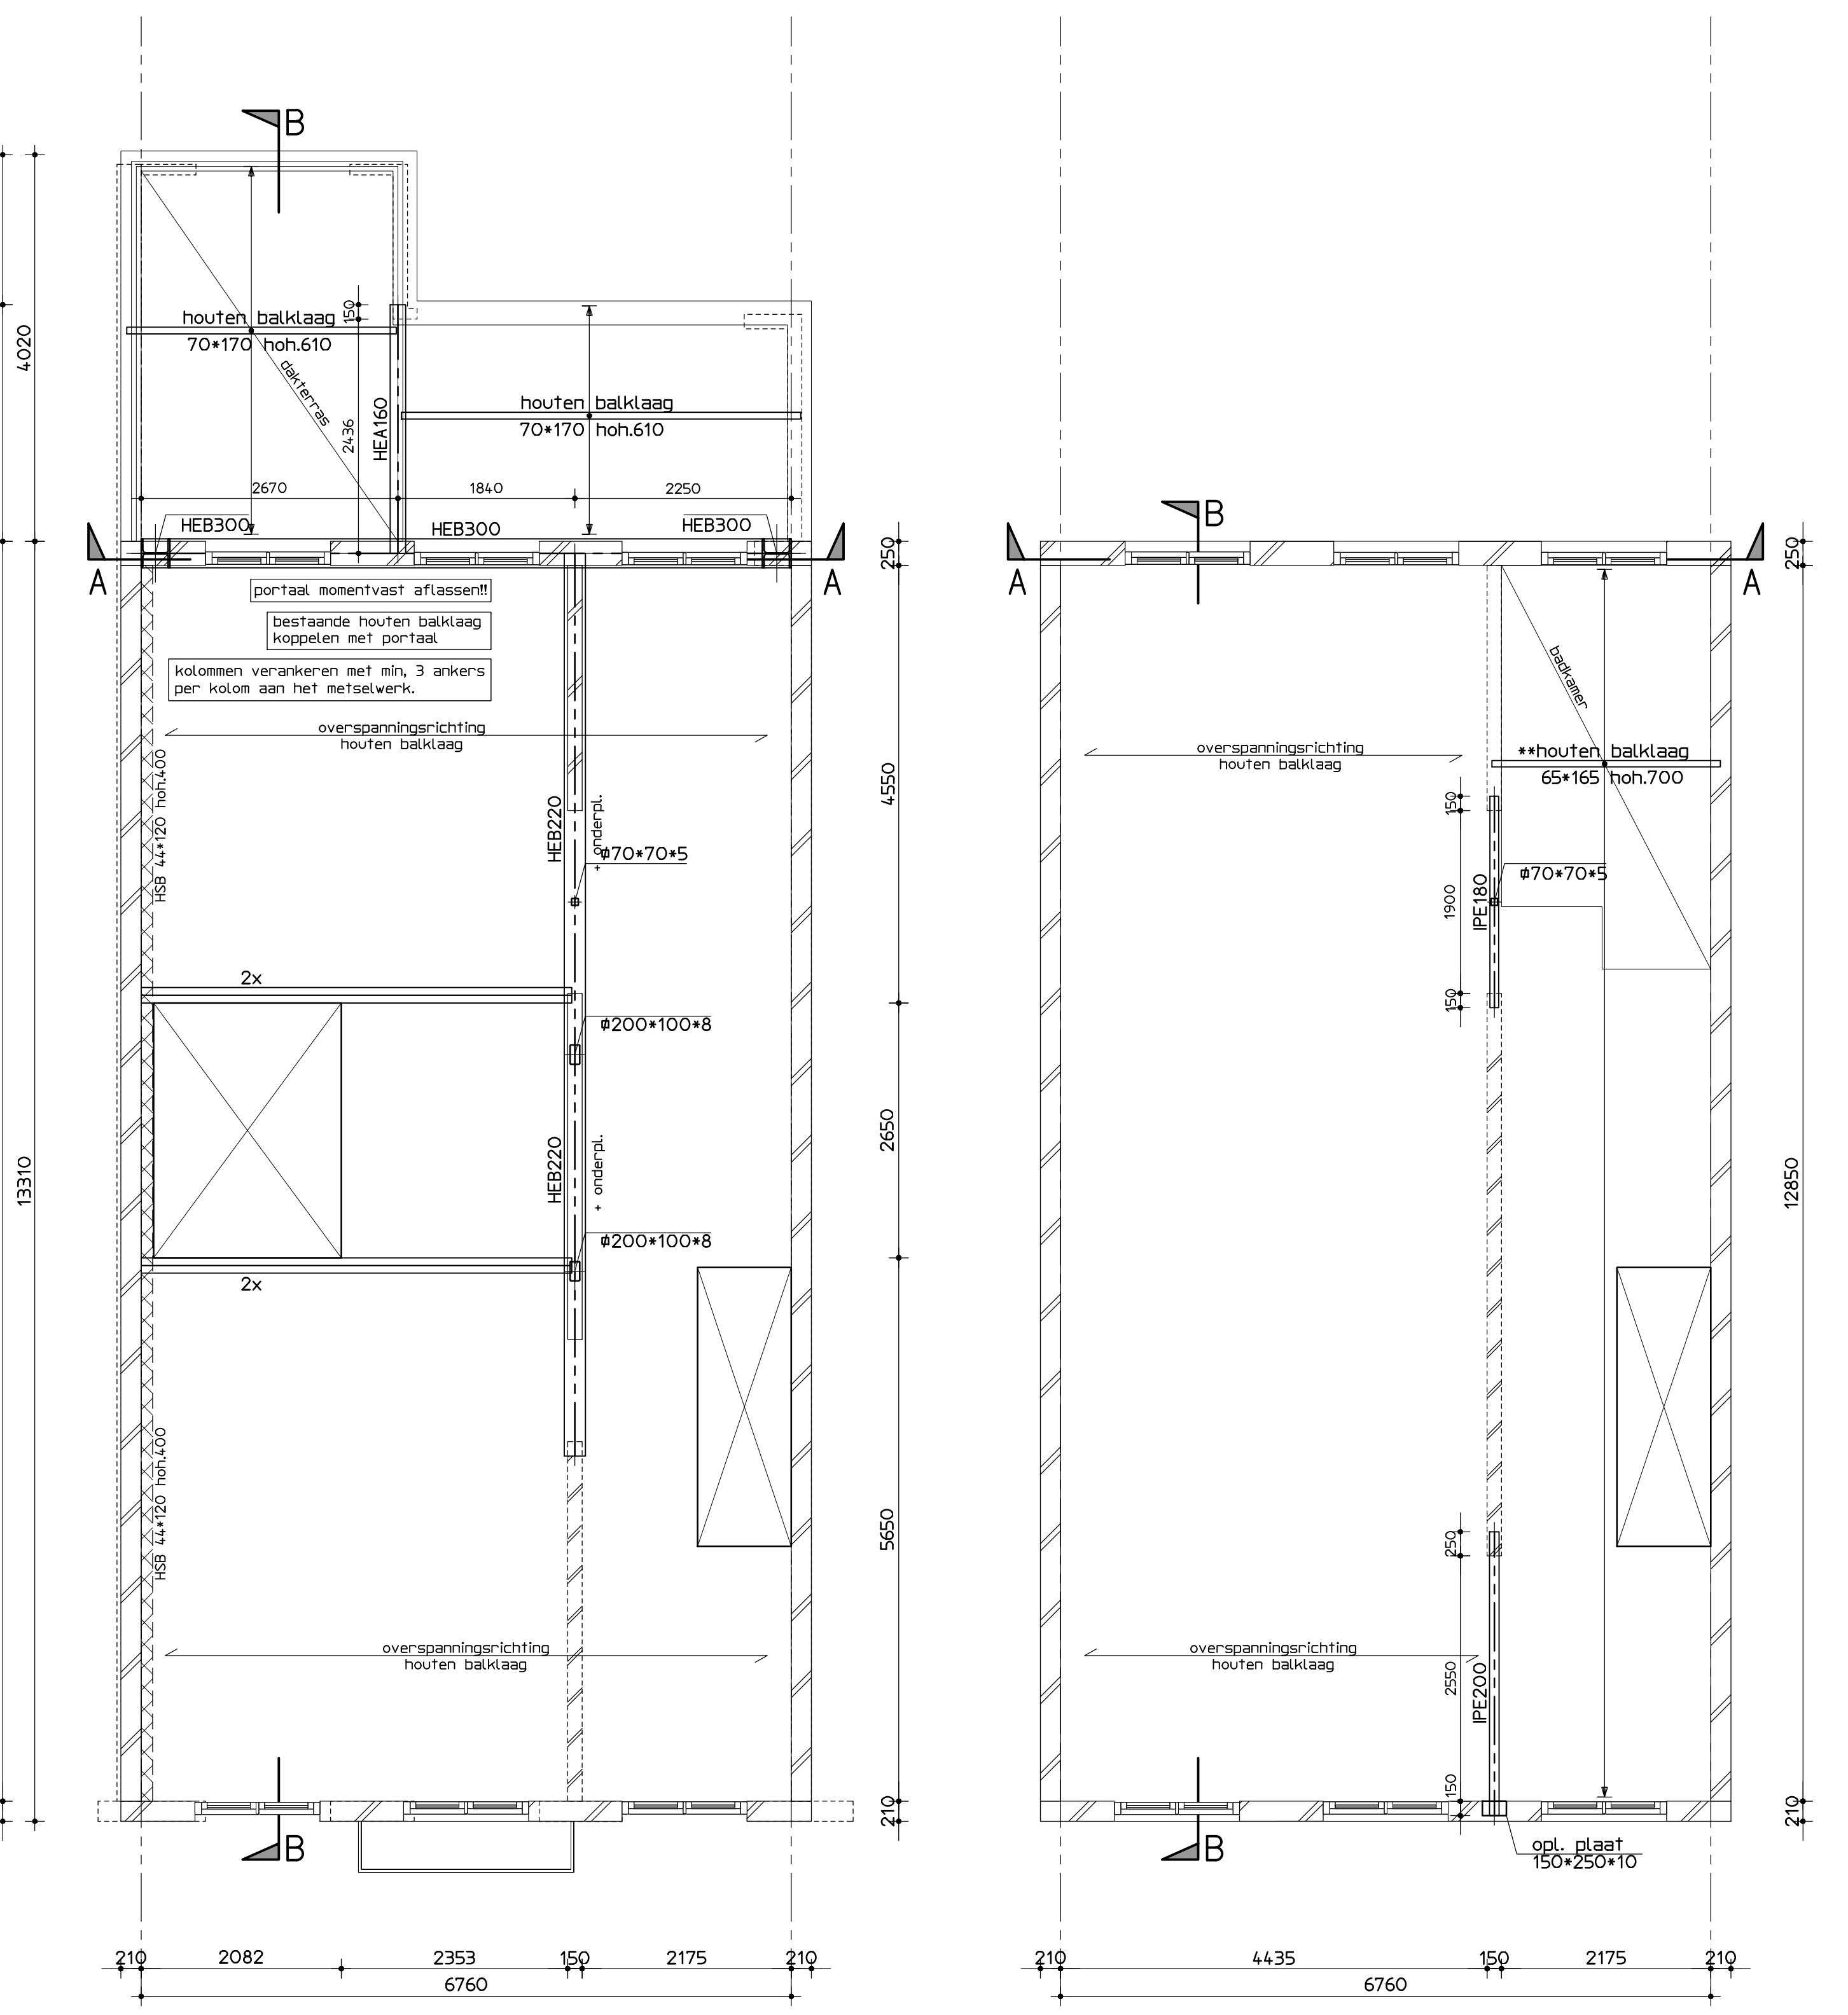 B
houten balklaag
70*170 hoh.610
dakterras
150
2436
HEA160
houten balklaag
70*170 hoh.610
2670
1840
2250
HEB300
HEB300
HEB300
A
A
4020
13310
250
portaal momentvast aflassen!!
bestaande houten balklaag
koppelen met portaal
kolommen verankeren met min, 3 ankers
per kolom aan het metselwerk.
overspanningsrichting
houten balklaag
HSB 44*120 hoh.400
HEB220
+ onderpl.
⌀70*70*5
4550
2x
⌀200*100*8
HEB220
+ onderpl.
2650
⌀200*100*8
2x
HSB 44*120 hoh.400
5650
overspanningsrichting
houten balklaag
210
B
210
2082
2353
150
2175
210
6760
B
A
A
250
badkamer
overspanningsrichting
houten balklaag
**houten balklaag
65*165 hoh.700
150
1900
150
IPE180
⌀70*70*5
12850
250
2550
150
IPE200
overspanningsrichting
houten balklaag
210
B
opl. plaat
150*250*10
210
4435
150
2175
210
6760